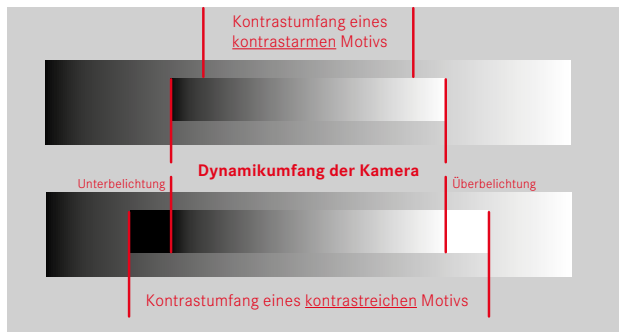 Kontrastumfang eines
kontrastarmen Motivs
Dynamikumfang der Kamera
Unterbelichtung
Überbelichtung
Kontrastumfang eines kontrastreichen Motivs